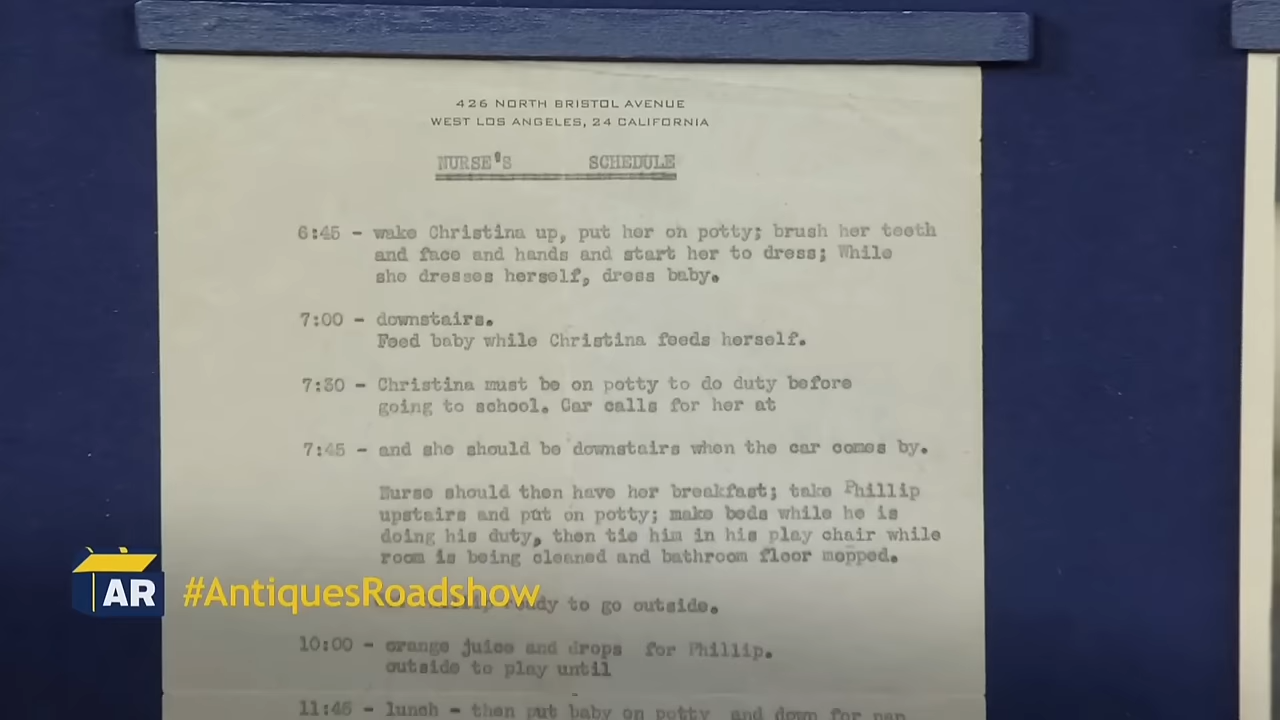 426 NORTH BRISTOL AVENUE
WEST LOS ANGELES, 24 CALIFORNIA
NURSE'S SCHEDULE
6:45 - wake Christina up, put her on potty; brush her teeth
and face and hands and start her to dress; While
she dresses herself, dress baby.
7:00 - downstairs.
Feed baby while Christina feeds herself.
7:30 - Christina must be on potty to do duty before
going to school. Car calls for her at
7:45 - and she should be downstairs when the car comes by.
Nurse should then have her breakfast; take Phillip
upstairs and put on potty; make beds while he is
doing his duty, then tie him in his play chair while
room is being cleaned and bathroom floor mopped.
AR #AntiquesRoadshow
ready to go outside.
10:00 - orange juice and drops for Phillip.
outside to play until
11:45 - lunch - then put baby on potty and down for nap